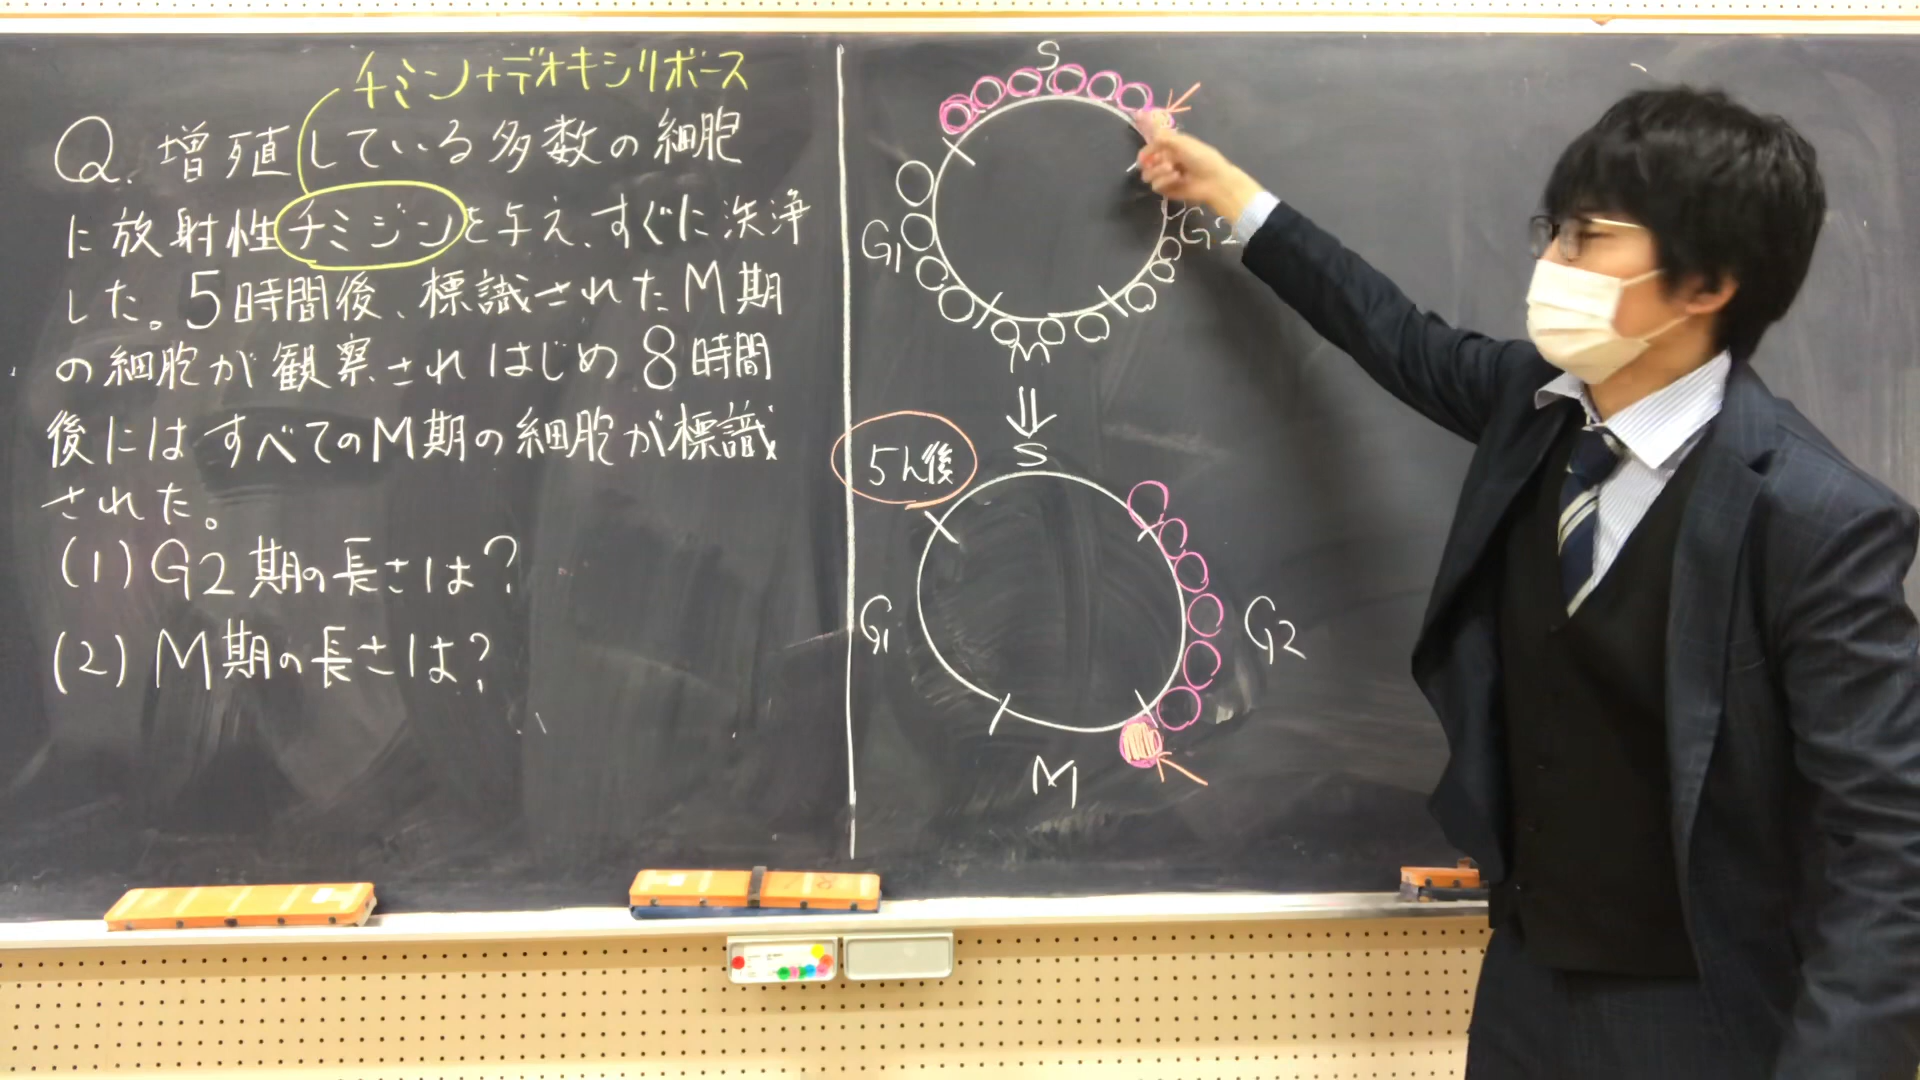 チミン+デオキシリボース
Q. 増殖している多数の細胞
に放射性チミジンを与え、すぐに洗浄
した。5時間後、標識されたM期
の細胞が観察されはじめ8時間
後にはすべてのM期の細胞が標識
された。
(1) G2期の長さは?
(2) M期の長さは?
S
G1
G2
M
5h後
S
G1
G2
M